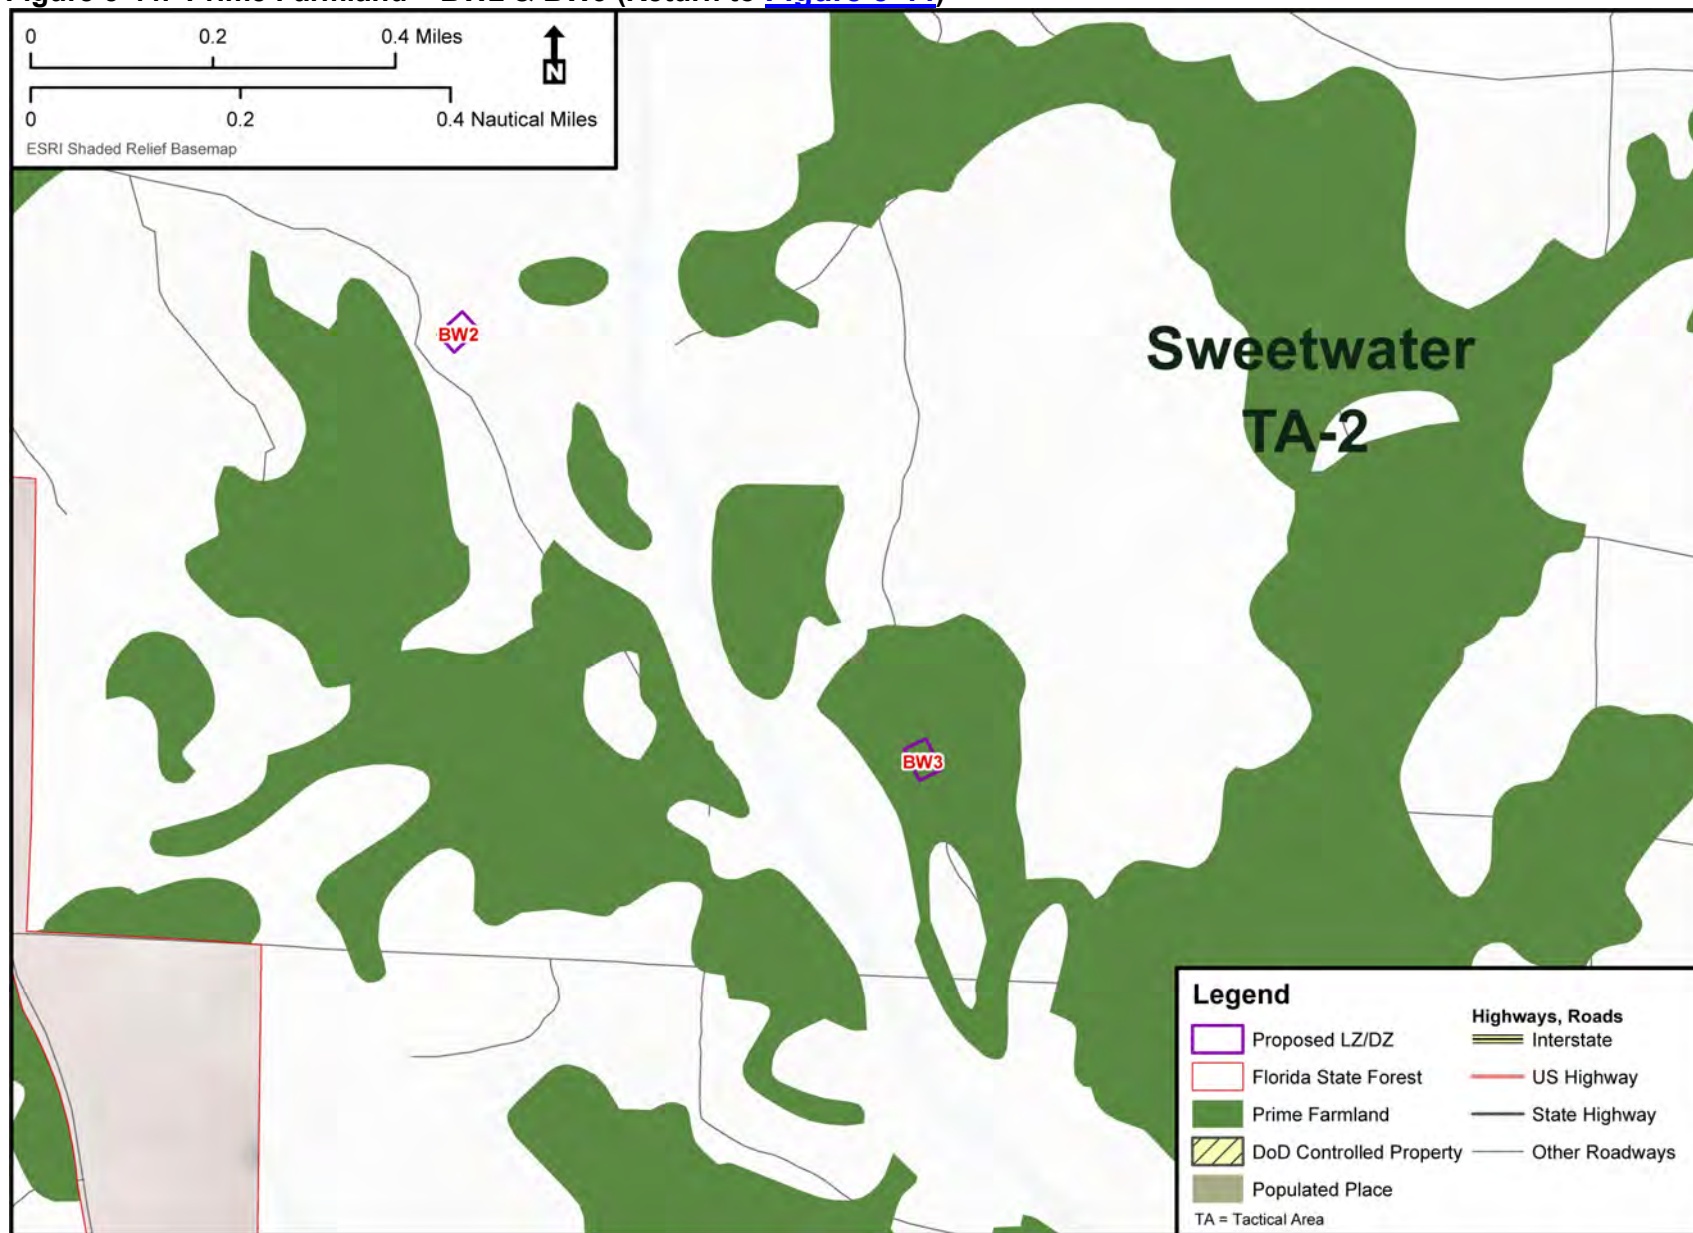 0 0.2 0.4 Miles
N
0 0.2 0.4 Nautical Miles
ESRI Shaded Relief Basemap
BW2
Sweetwater
TA-2
BW3
Legend
Proposed LZ/DZ
Florida State Forest
Prime Farmland
DoD Controlled Property
Populated Place
TA = Tactical Area
Highways, Roads
Interstate
US Highway
State Highway
Other Roadways